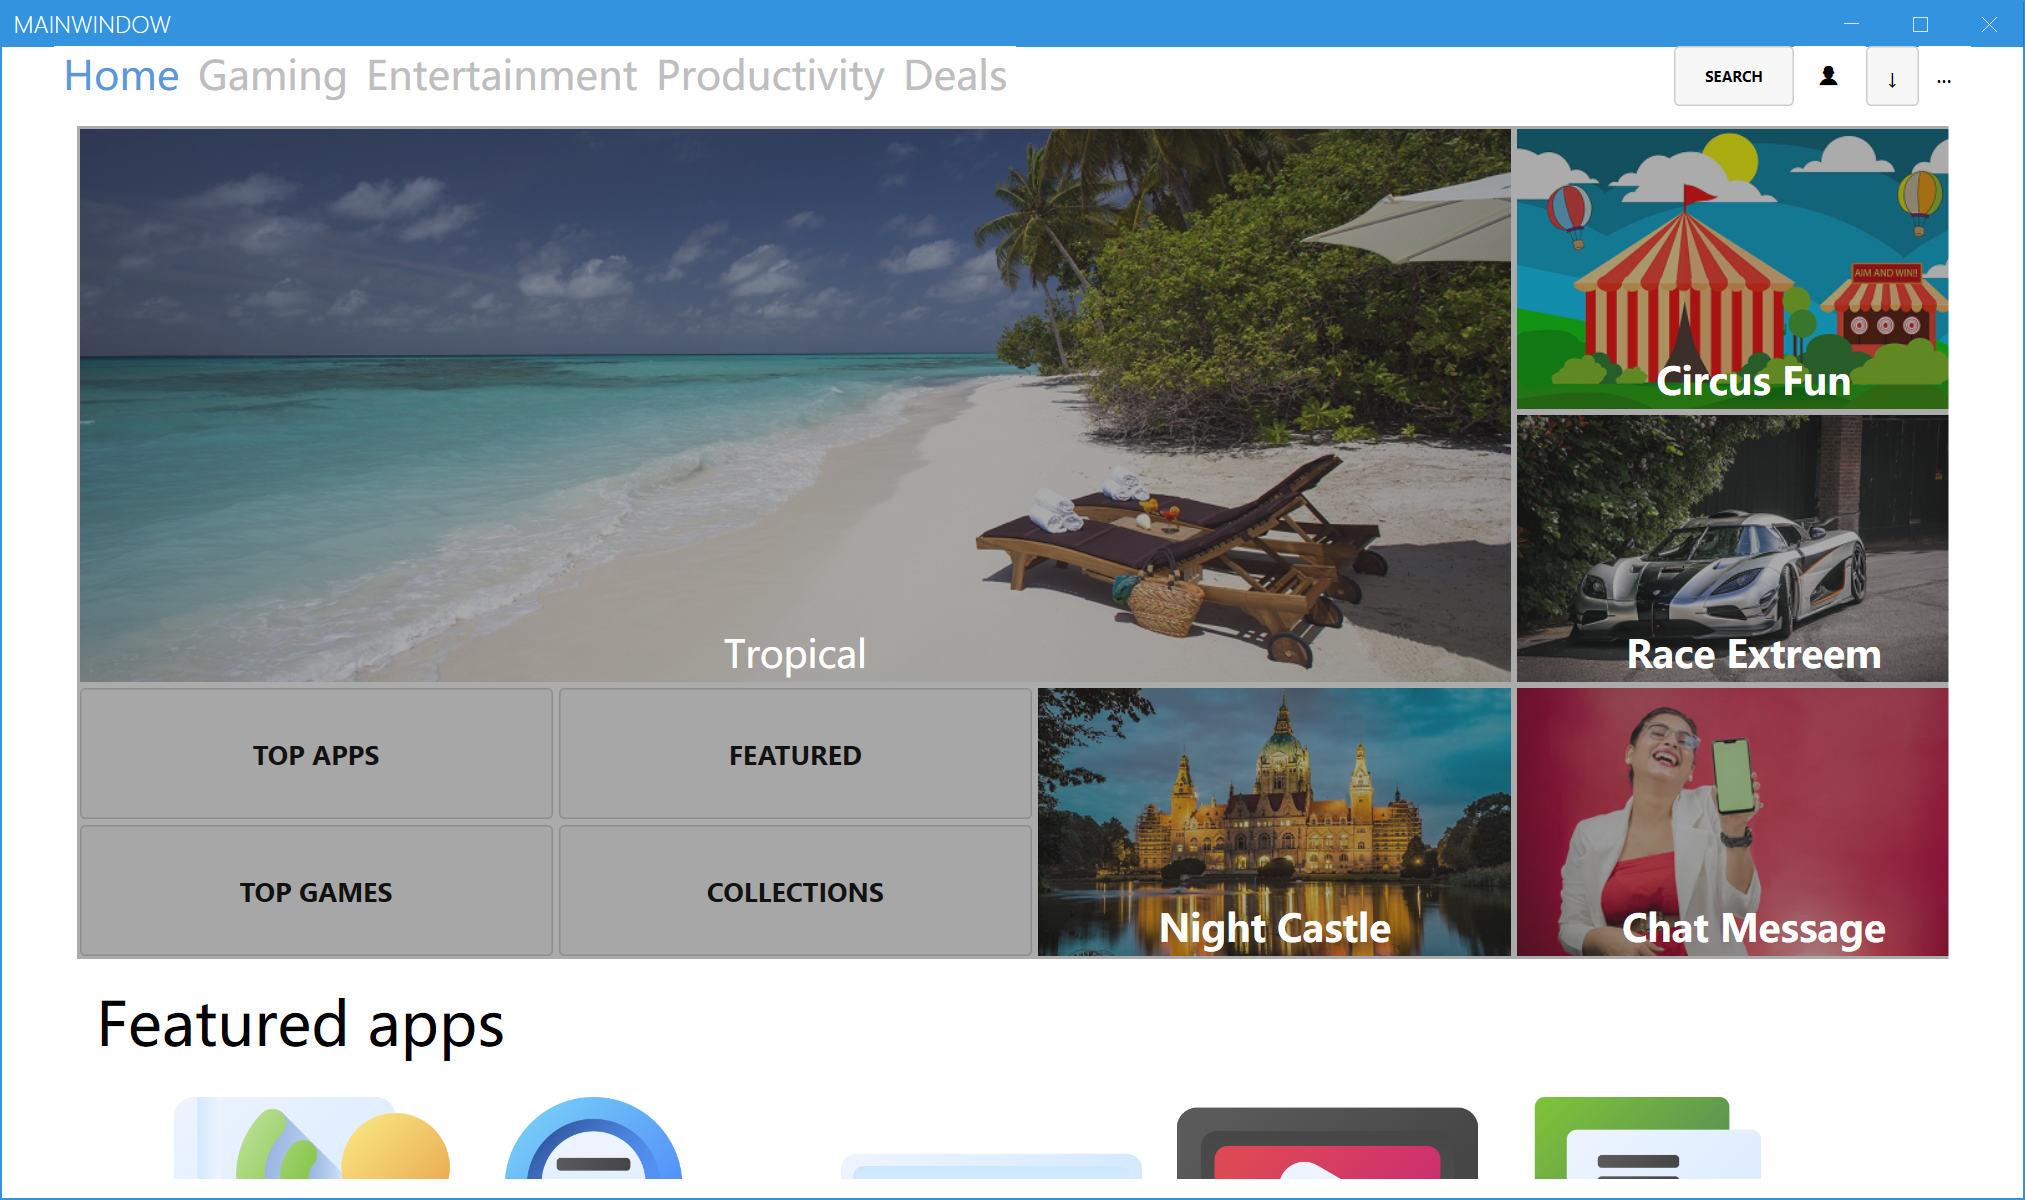 MAINWINDOW
Home Gaming Entertainment Productivity Deals
SEARCH
↓
...
AIM AND WIN!!
Circus Fun
Race Extreem
Tropical
TOP APPS
FEATURED
TOP GAMES
COLLECTIONS
Night Castle
Chat Message
Featured apps